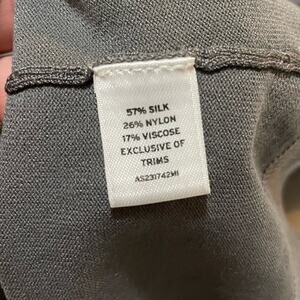 57% SILK
26% NYLON
17% VISCOSE
EXCLUSIVE OF
TRIMS
AS231742MI